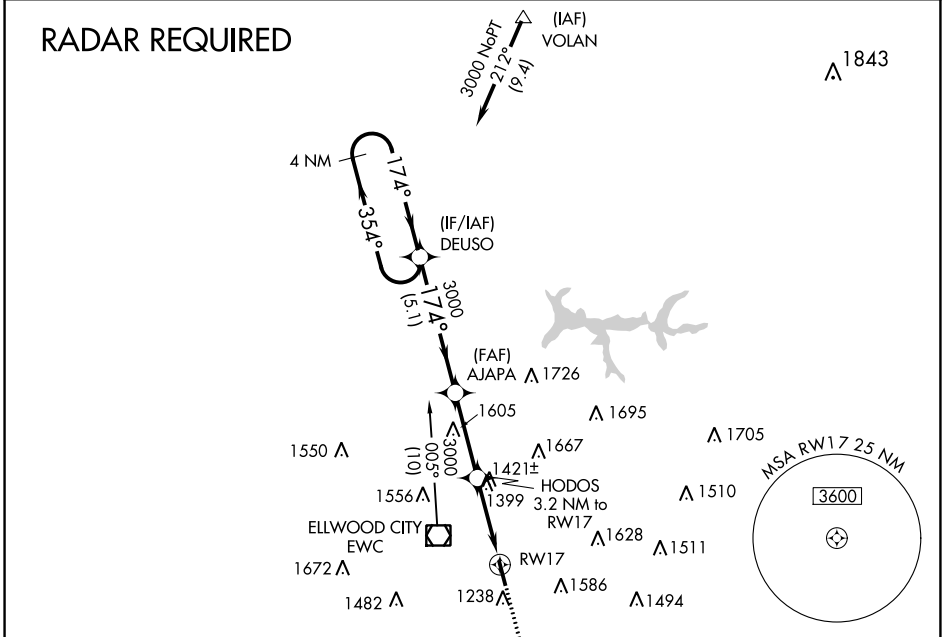 RADAR REQUIRED
(IAF)
VOLAN
3000 NoPT
212°
(9.4)
1843
4 NM
174°
354°
(IF/IAF)
DEUSO
3000
174°
(5.1)
(FAF)
AJAPA
1726
1605
1695
1705
1550
3000
005°
(10)
1667
1421±
1399
HODOS
3.2 NM to
RW17
1556
1510
ELLWOOD CITY
EWC
1628
1511
RW17
1672
1586
1482
1238
1494
MSA RW17 25 NM
3600